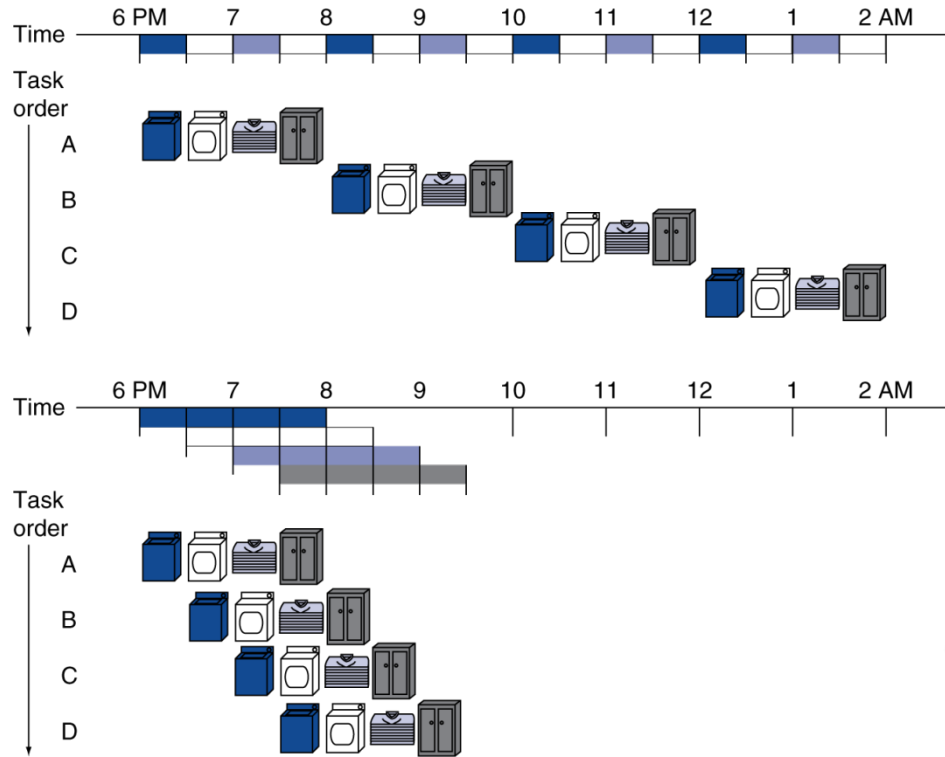 6 PM 7 8 9 10 11 12 1 2 AM
Time
Task
order
A
B
C
D
6 PM 7 8 9 10 11 12 1 2 AM
Time
Task
order
A
B
C
D